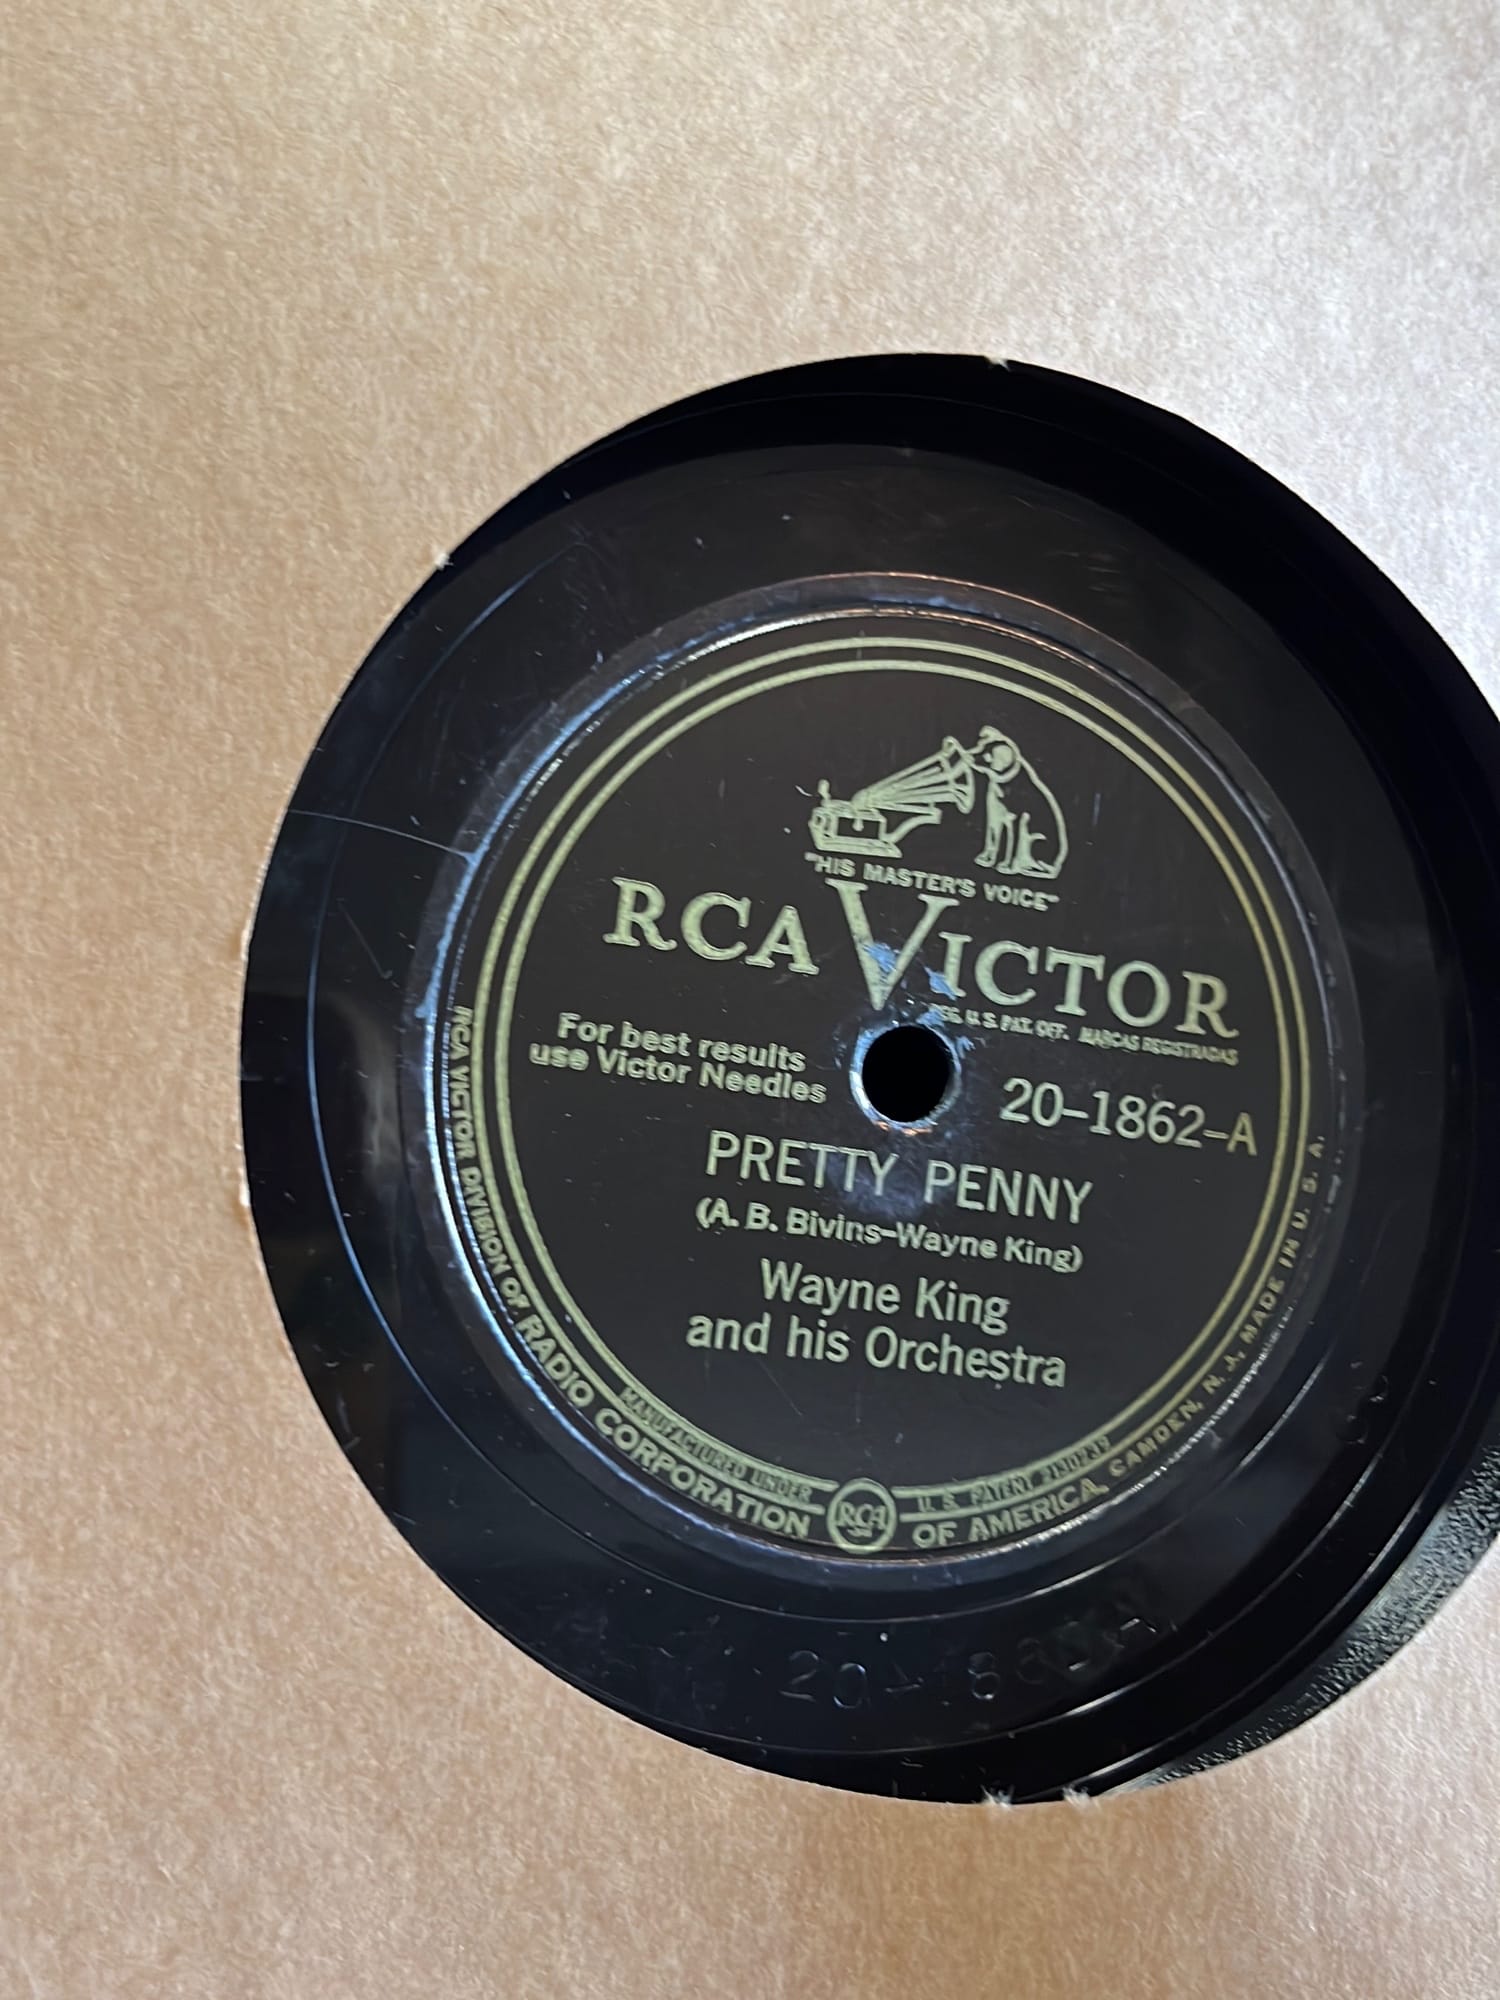 "HIS MASTER'S VOICE"
RCA VICTOR
REG. U.S. PAT. OFF. MARCAS REGISTRADAS
For best results
use Victor Needles
20-1862-A
PRETTY PENNY
(A. B. Bivins-Wayne King)
Wayne King
and his Orchestra
MANUFACTURED UNDER RCA U. S. PATENT 2130239
RCA VICTOR DIVISION OF RADIO CORPORATION OF AMERICA, CAMDEN, N. J., MADE IN U. S. A.